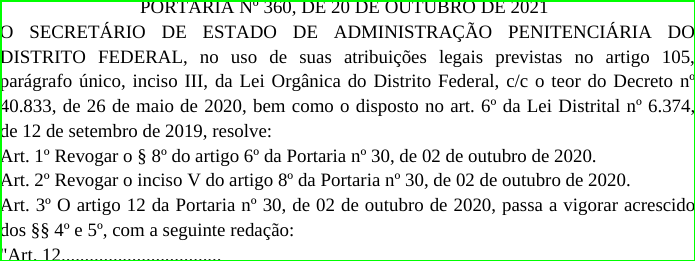 PORTARIA Nº 360, DE 20 DE OUTUBRO DE 2021
O SECRETÁRIO DE ESTADO DE ADMINISTRAÇÃO PENITENCIÁRIA DO
DISTRITO FEDERAL, no uso de suas atribuições legais previstas no artigo 105,
parágrafo único, inciso III, da Lei Orgânica do Distrito Federal, c/c o teor do Decreto nº
40.833, de 26 de maio de 2020, bem como o disposto no art. 6º da Lei Distrital nº 6.374,
de 12 de setembro de 2019, resolve:
Art. 1º Revogar o § 8º do artigo 6º da Portaria nº 30, de 02 de outubro de 2020.
Art. 2º Revogar o inciso V do artigo 8º da Portaria nº 30, de 02 de outubro de 2020.
Art. 3º O artigo 12 da Portaria nº 30, de 02 de outubro de 2020, passa a vigorar acrescido
dos §§ 4º e 5º, com a seguinte redação:
"Art. 12..................................